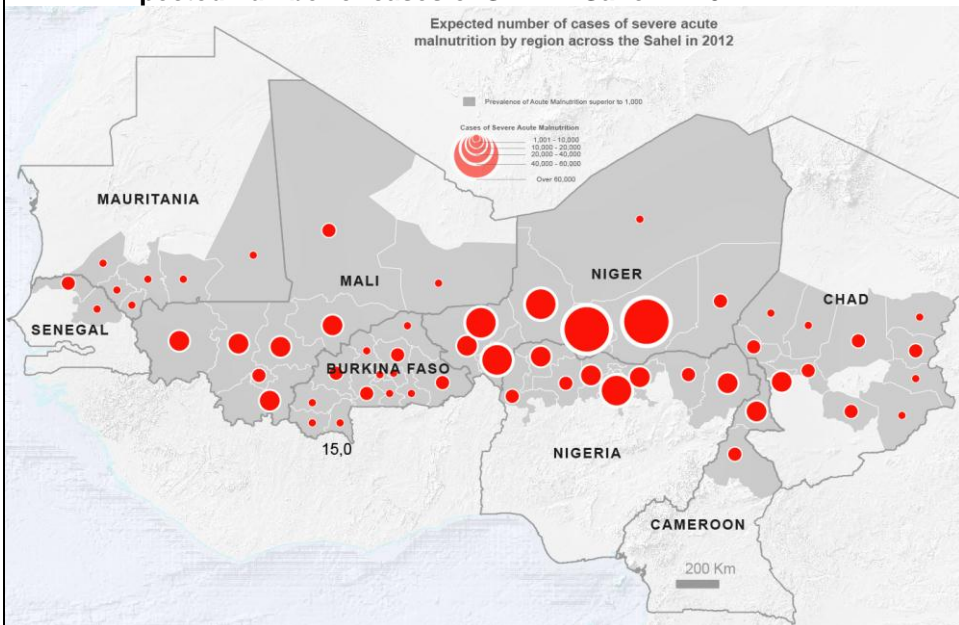 Expected number of cases of severe acute
malnutrition by region across the Sahel in 2012
Prevalence of Acute Malnutrition superior to 1,000
Cases of Severe Acute Malnutrition
1,001 - 10,000
10,000 - 20,000
20,000 - 40,000
40,000 - 60,000
Over 60,000
MAURITANIA
MALI
NIGER
CHAD
SENEGAL
BURKINA FASO
15,0
NIGERIA
CAMEROON
200 Km